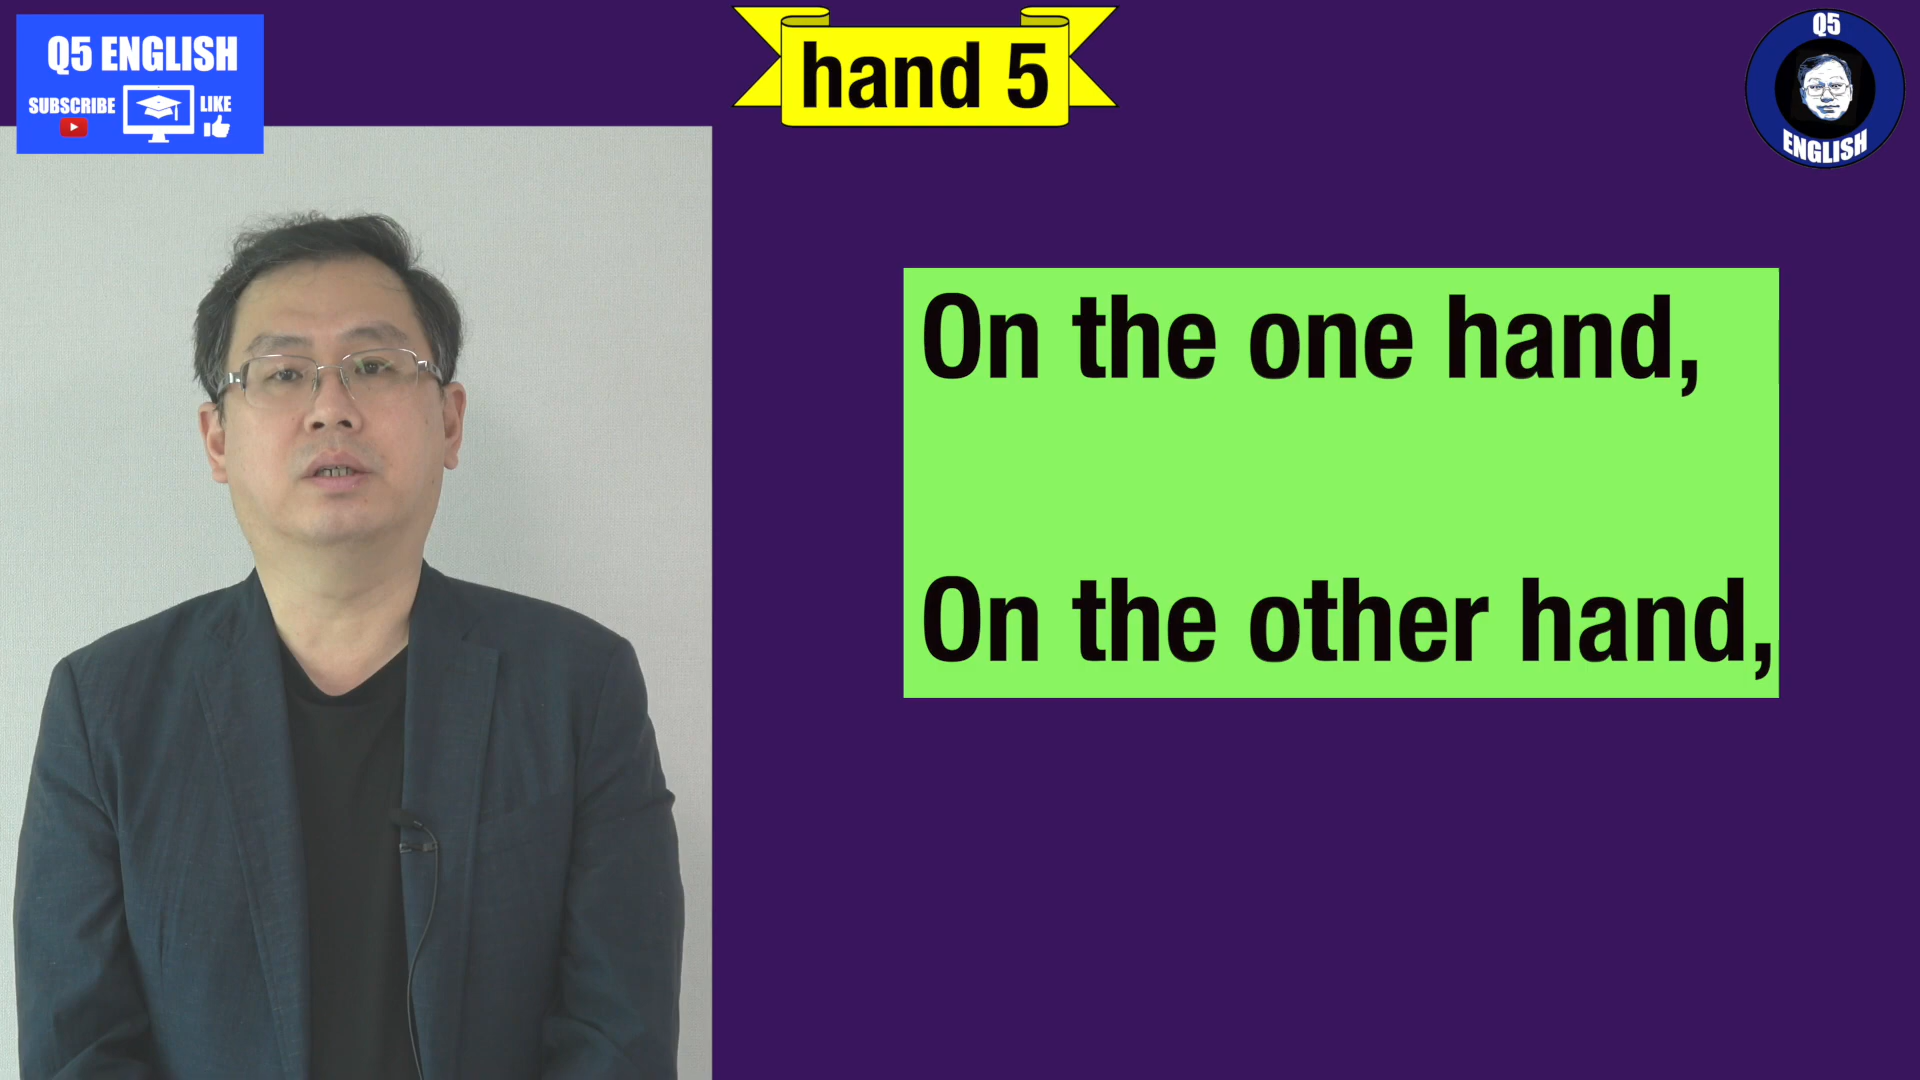 Q5 ENGLISH
SUBSCRIBE
LIKE
hand 5
Q5
ENGLISH
On the one hand,
On the other hand,